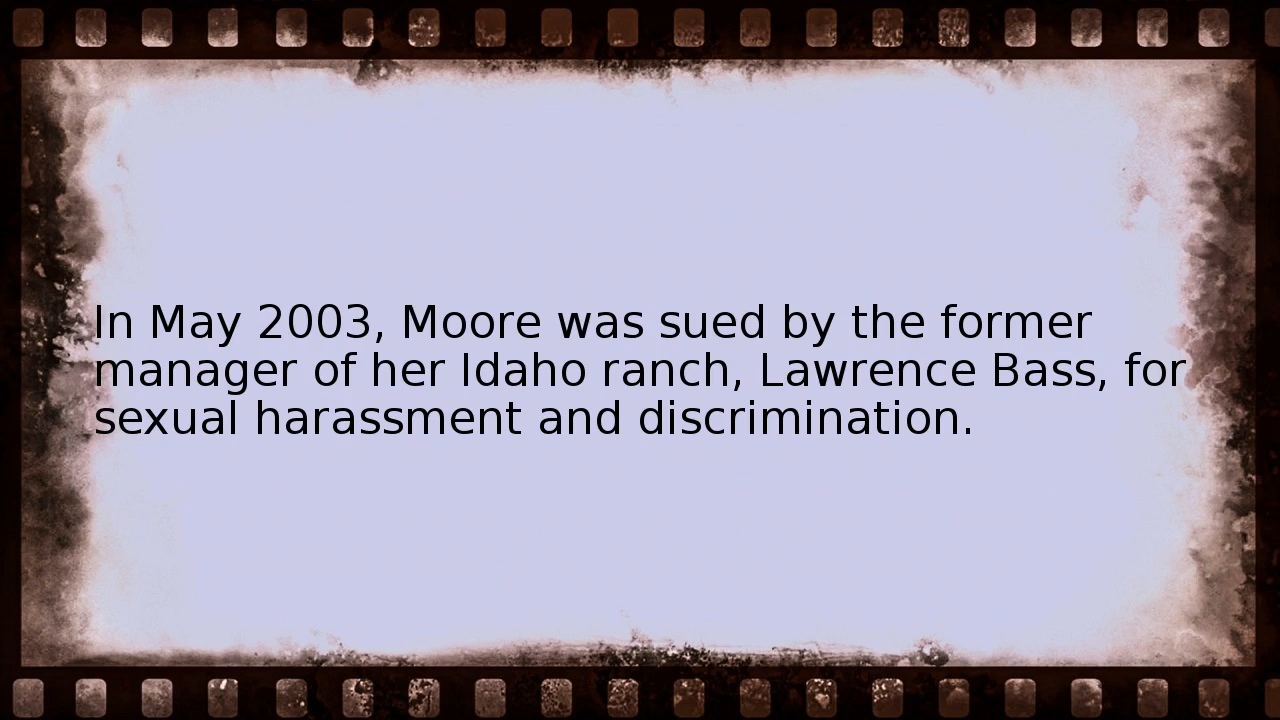 In May 2003, Moore was sued by the former
manager of her Idaho ranch, Lawrence Bass, for
sexual harassment and discrimination.